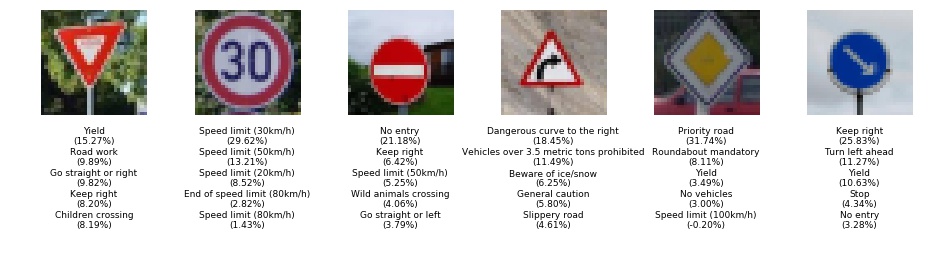 30
Yield
(15.27%)
Road work
(9.89%)
Go straight or right
(9.82%)
Keep right
(8.20%)
Children crossing
(8.19%)
Speed limit (30km/h)
(29.62%)
Speed limit (50km/h)
(13.21%)
Speed limit (20km/h)
(8.52%)
End of speed limit (80km/h)
(2.82%)
Speed limit (80km/h)
(1.43%)
No entry
(21.18%)
Keep right
(6.42%)
Speed limit (50km/h)
(5.25%)
Wild animals crossing
(4.06%)
Go straight or left
(3.79%)
Dangerous curve to the right
(18.45%)
Vehicles over 3.5 metric tons prohibited
(11.49%)
Beware of ice/snow
(6.25%)
General caution
(5.80%)
Slippery road
(4.61%)
Priority road
(31.74%)
Roundabout mandatory
(8.11%)
Yield
(3.49%)
No vehicles
(3.00%)
Speed limit (100km/h)
(-0.20%)
Keep right
(25.83%)
Turn left ahead
(11.27%)
Yield
(10.63%)
Stop
(4.34%)
No entry
(3.28%)